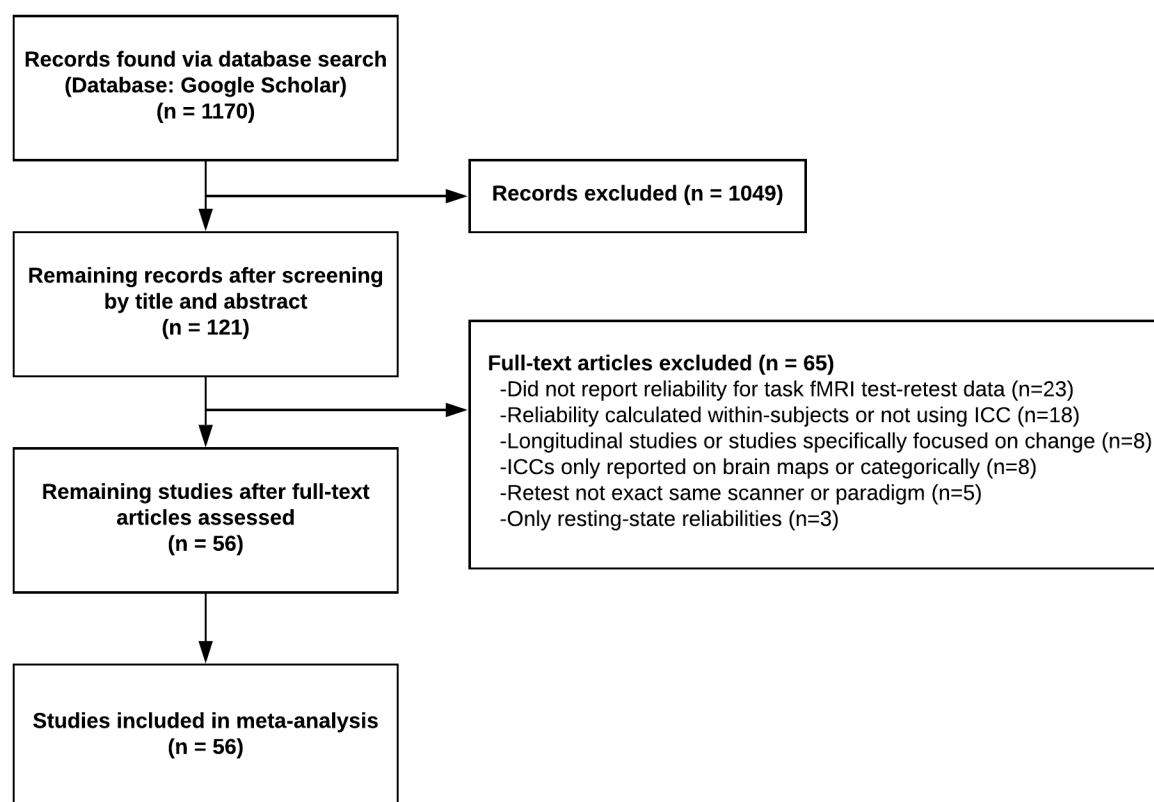 Records found via database search
(Database: Google Scholar)
(n = 1170)
Records excluded (n = 1049)
Remaining records after screening
by title and abstract
(n = 121)
Full-text articles excluded (n = 65)
-Did not report reliability for task fMRI test-retest data (n=23)
-Reliability calculated within-subjects or not using ICC (n=18)
-Longitudinal studies or studies specifically focused on change (n=8)
-ICCs only reported on brain maps or categorically (n=8)
-Retest not exact same scanner or paradigm (n=5)
-Only resting-state reliabilities (n=3)
Remaining studies after full-text
articles assessed
(n = 56)
Studies included in meta-analysis
(n = 56)